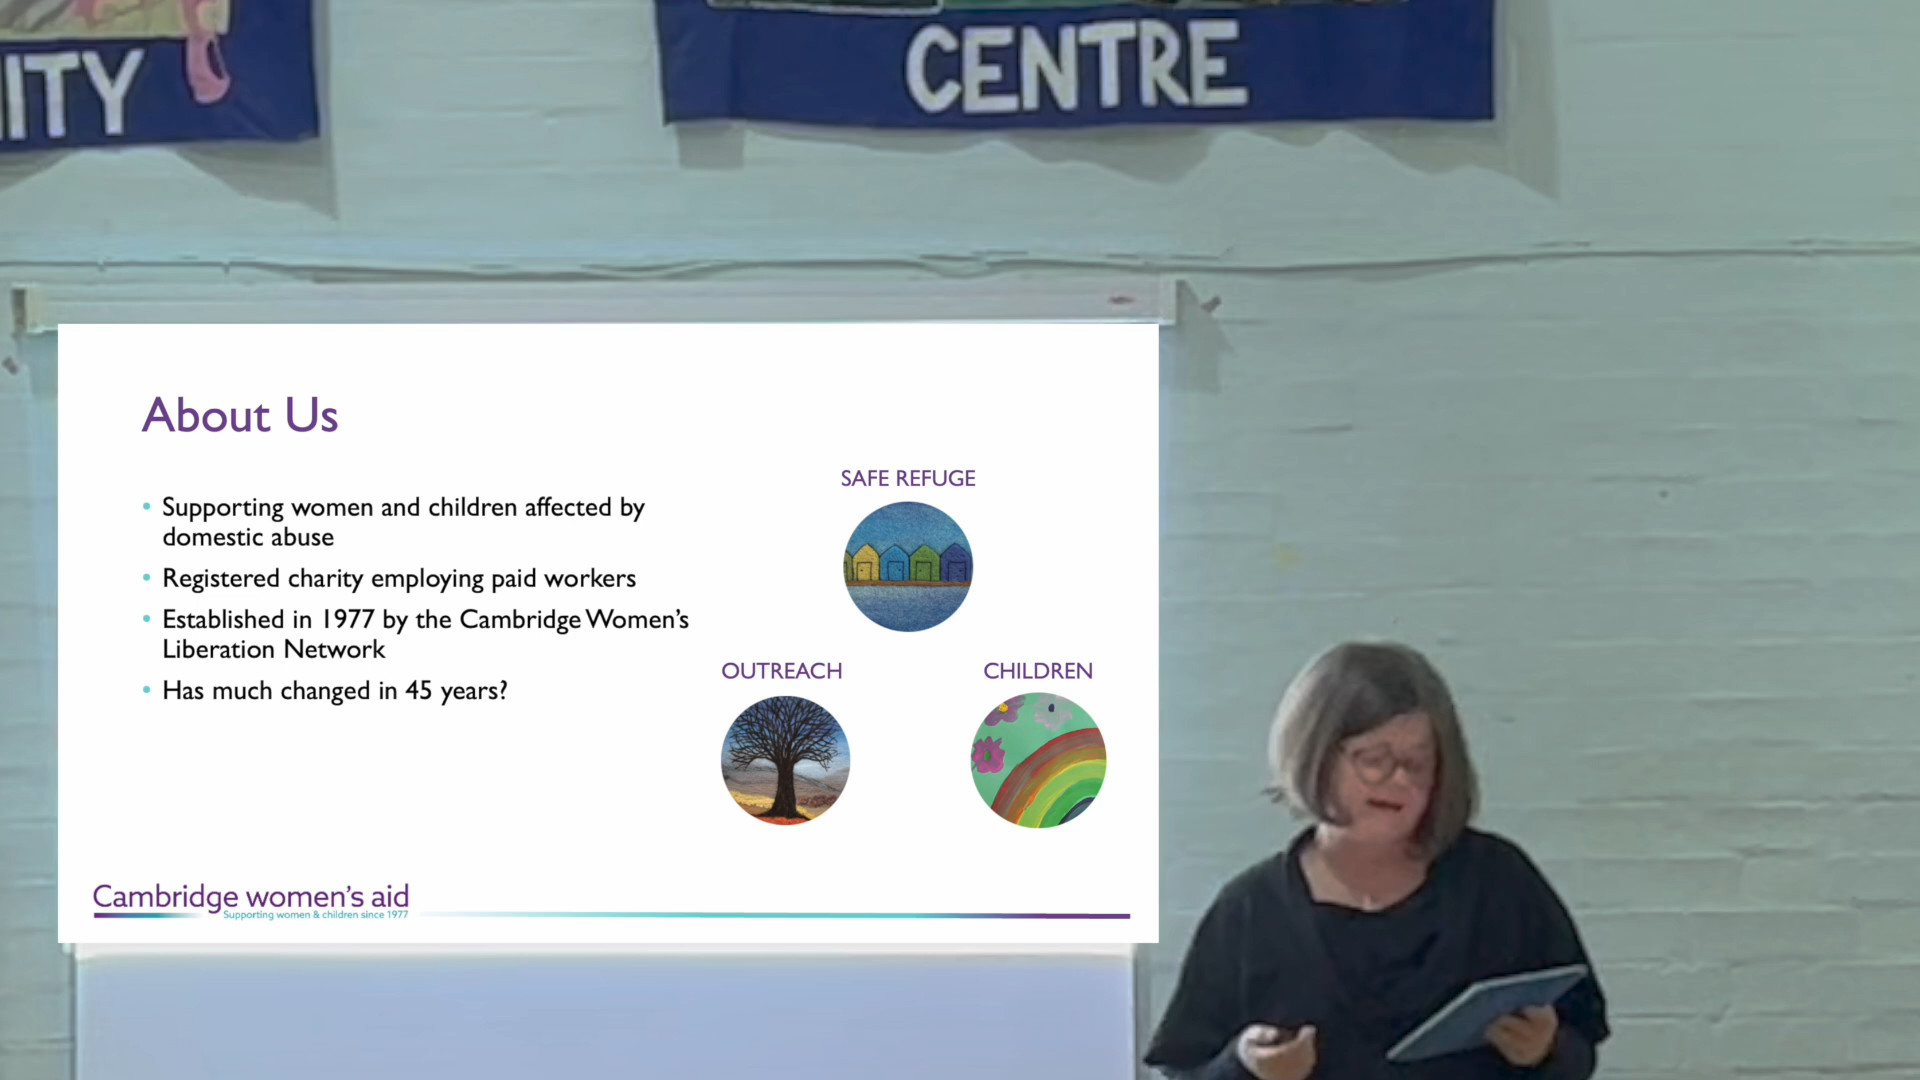 ITY
CENTRE
About Us
SAFE REFUGE
• Supporting women and children affected by
domestic abuse
• Registered charity employing paid workers
• Established in 1977 by the Cambridge Women's
Liberation Network
• Has much changed in 45 years?
OUTREACH
CHILDREN
Cambridge women's aid
Supporting women & children since 1977